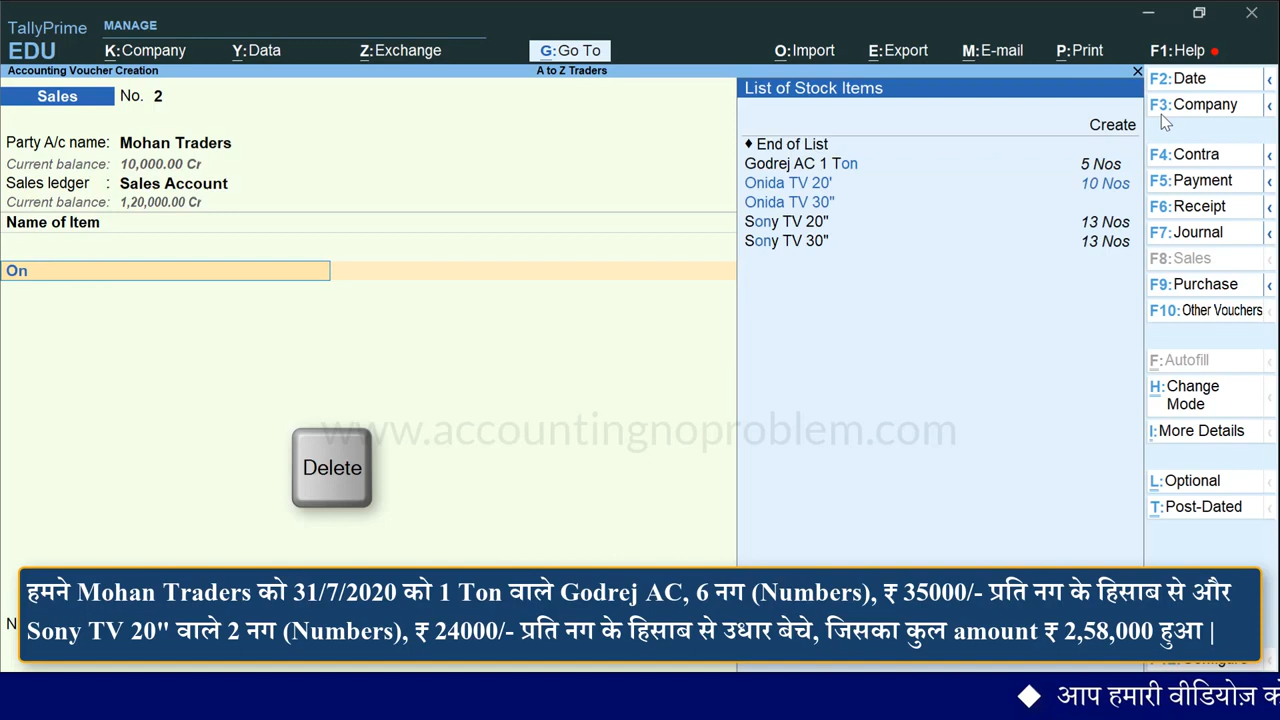 TallyPrime MANAGE
EDU K:Company Y:Data Z:Exchange G:Go To O:Import E:Export M:E-mail P:Print F1:Help
Accounting Voucher Creation A to Z Traders
Sales No. 2
Party A/c name: Mohan Traders
Current balance: 10,000.00 Cr
Sales ledger : Sales Account
Current balance: 1,20,000.00 Cr
Name of Item
On
List of Stock Items
Create
♦ End of List
Godrej AC 1 Ton 5 Nos
Onida TV 20' 10 Nos
Onida TV 30"
Sony TV 20" 13 Nos
Sony TV 30" 13 Nos
F2:Date
F3:Company
F4:Contra
F5:Payment
F6:Receipt
F7:Journal
F8:Sales
F9:Purchase
F10:Other Vouchers
F:Autofill
H:Change
Mode
I:More Details
L:Optional
T:Post-Dated
www.accountingnoproblem.com
Delete
हमने Mohan Traders को 31/7/2020 को 1 Ton वाले Godrej AC, 6 नग (Numbers), ₹ 35000/- प्रति नग के हिसाब से और
Sony TV 20" वाले 2 नग (Numbers), ₹ 24000/- प्रति नग के हिसाब से उधार बेचे, जिसका कुल amount ₹ 2,58,000 हुआ |
◆ आप हमारी वीडियोज़ को